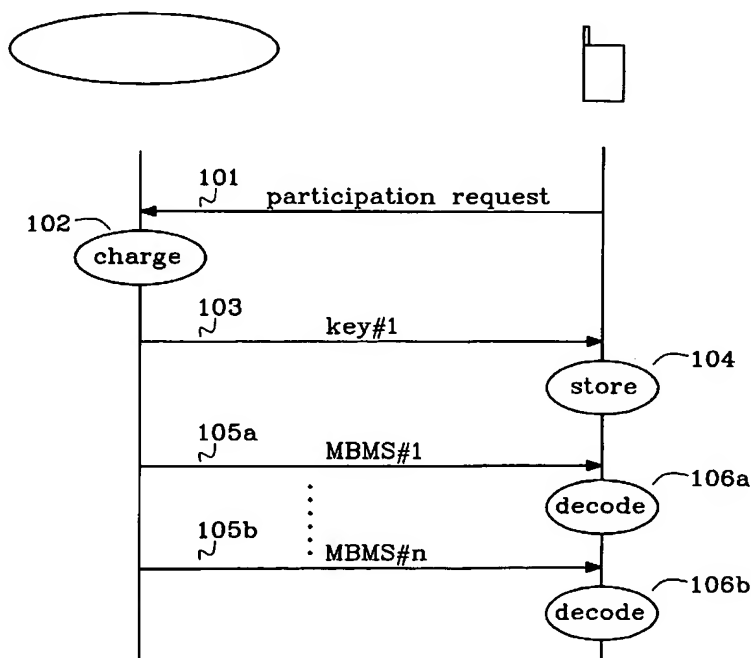 101
participation request
102
charge
103
key#1
104
store
105a
MBMS#1
106a
decode
105b
MBMS#n
106b
decode